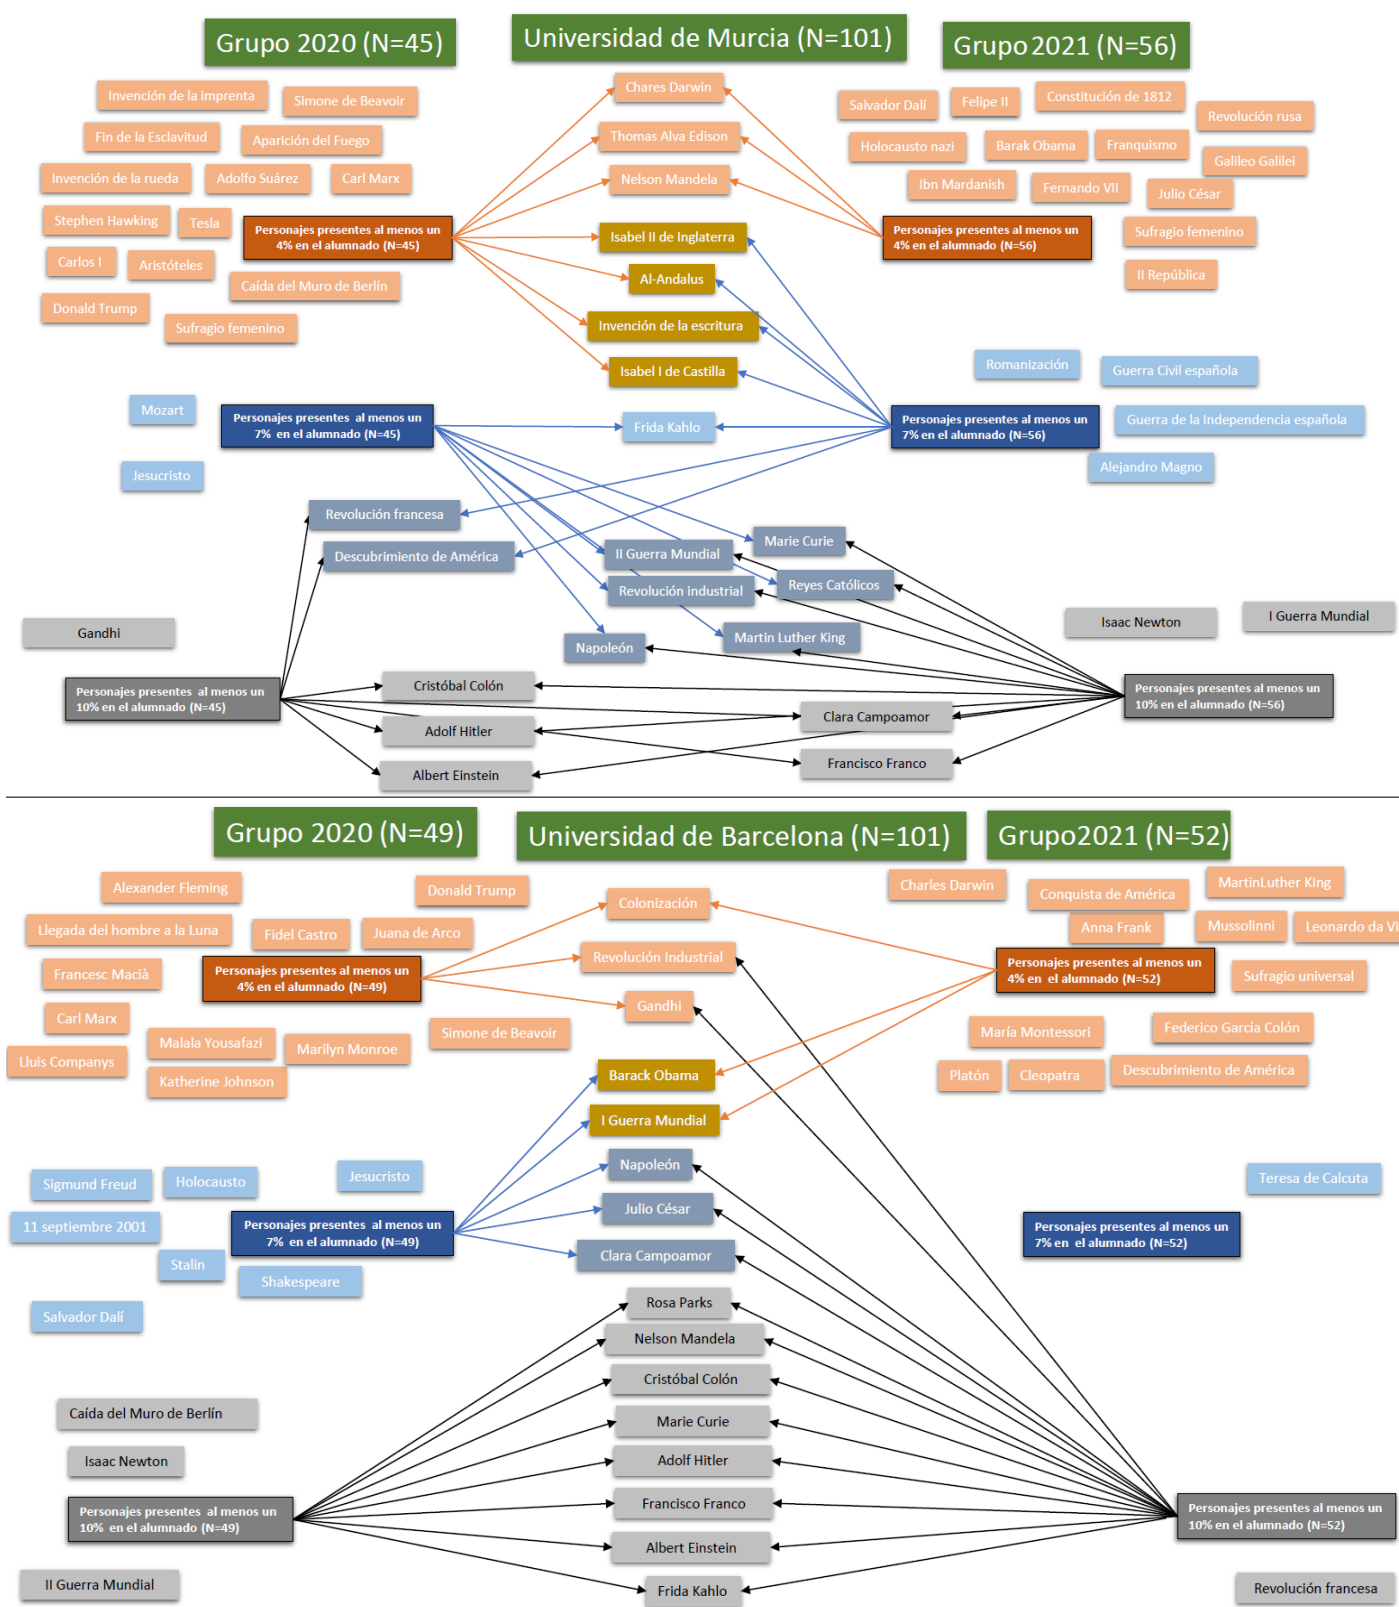 Grupo 2020 (N=45)
Universidad de Murcia (N=101)
Grupo 2021 (N=56)
Invención de la imprenta
Simone de Beavoir
Fin de la Esclavitud
Aparición del Fuego
Invención de la rueda
Adolfo Suárez
Carl Marx
Stephen Hawking
Tesla
Personajes presentes al menos un
4% en el alumnado (N=45)
Carlos I
Aristóteles
Caída del Muro de Berlín
Donald Trump
Sufragio femenino
Chares Darwin
Thomas Alva Edison
Nelson Mandela
Isabel II de Inglaterra
Al-Andalus
Invención de la escritura
Isabel I de Castilla
Frida Kahlo
Salvador Dalí
Felipe II
Constitución de 1812
Revolución rusa
Holocausto nazi
Barak Obama
Franquismo
Galileo Galilei
Ibn Mardanish
Fernando VII
Julio César
Personajes presentes al menos un
4% en el alumnado (N=56)
Sufragio femenino
II República
Romanización
Guerra Civil española
Mozart
Personajes presentes al menos un
7% en el alumnado (N=45)
Jesucristo
Personajes presentes al menos un
7% en el alumnado (N=56)
Guerra de la Independencia española
Alejandro Magno
Revolución francesa
Descubrimiento de América
II Guerra Mundial
Marie Curie
Revolución industrial
Reyes Católicos
Napoleón
Martin Luther King
Gandhi
Isaac Newton
I Guerra Mundial
Personajes presentes al menos un
10% en el alumnado (N=45)
Cristóbal Colón
Adolf Hitler
Albert Einstein
Clara Campoamor
Francisco Franco
Personajes presentes al menos un
10% en el alumnado (N=56)
Grupo 2020 (N=49)
Universidad de Barcelona (N=101)
Grupo2021 (N=52)
Alexander Fleming
Donald Trump
Llegada del hombre a la Luna
Fidel Castro
Juana de Arco
Francesc Macià
Personajes presentes al menos un
4% en el alumnado (N=49)
Carl Marx
Malala Yousafazi
Marilyn Monroe
Simone de Beavoir
Lluis Companys
Katherine Johnson
Colonización
Revolución Industrial
Gandhi
Barack Obama
I Guerra Mundial
Napoleón
Julio César
Clara Campoamor
Charles Darwin
Conquista de América
MartinLuther KIng
Anna Frank
Mussolinni
Leonardo da Vi
Personajes presentes al menos un
4% en el alumnado (N=52)
Sufragio universal
María Montessori
Federico García Colón
Platón
Cleopatra
Descubrimiento de América
Sigmund Freud
Holocausto
Jesucristo
11 septiembre 2001
Personajes presentes al menos un
7% en el alumnado (N=49)
Stalin
Shakespeare
Salvador Dalí
Teresa de Calcuta
Personajes presentes al menos un
7% en el alumnado (N=52)
Rosa Parks
Nelson Mandela
Cristóbal Colón
Marie Curie
Adolf Hitler
Francisco Franco
Albert Einstein
Frida Kahlo
Caída del Muro de Berlín
Isaac Newton
Personajes presentes al menos un
10% en el alumnado (N=49)
II Guerra Mundial
Personajes presentes al menos un
10% en el alumnado (N=52)
Revolución francesa